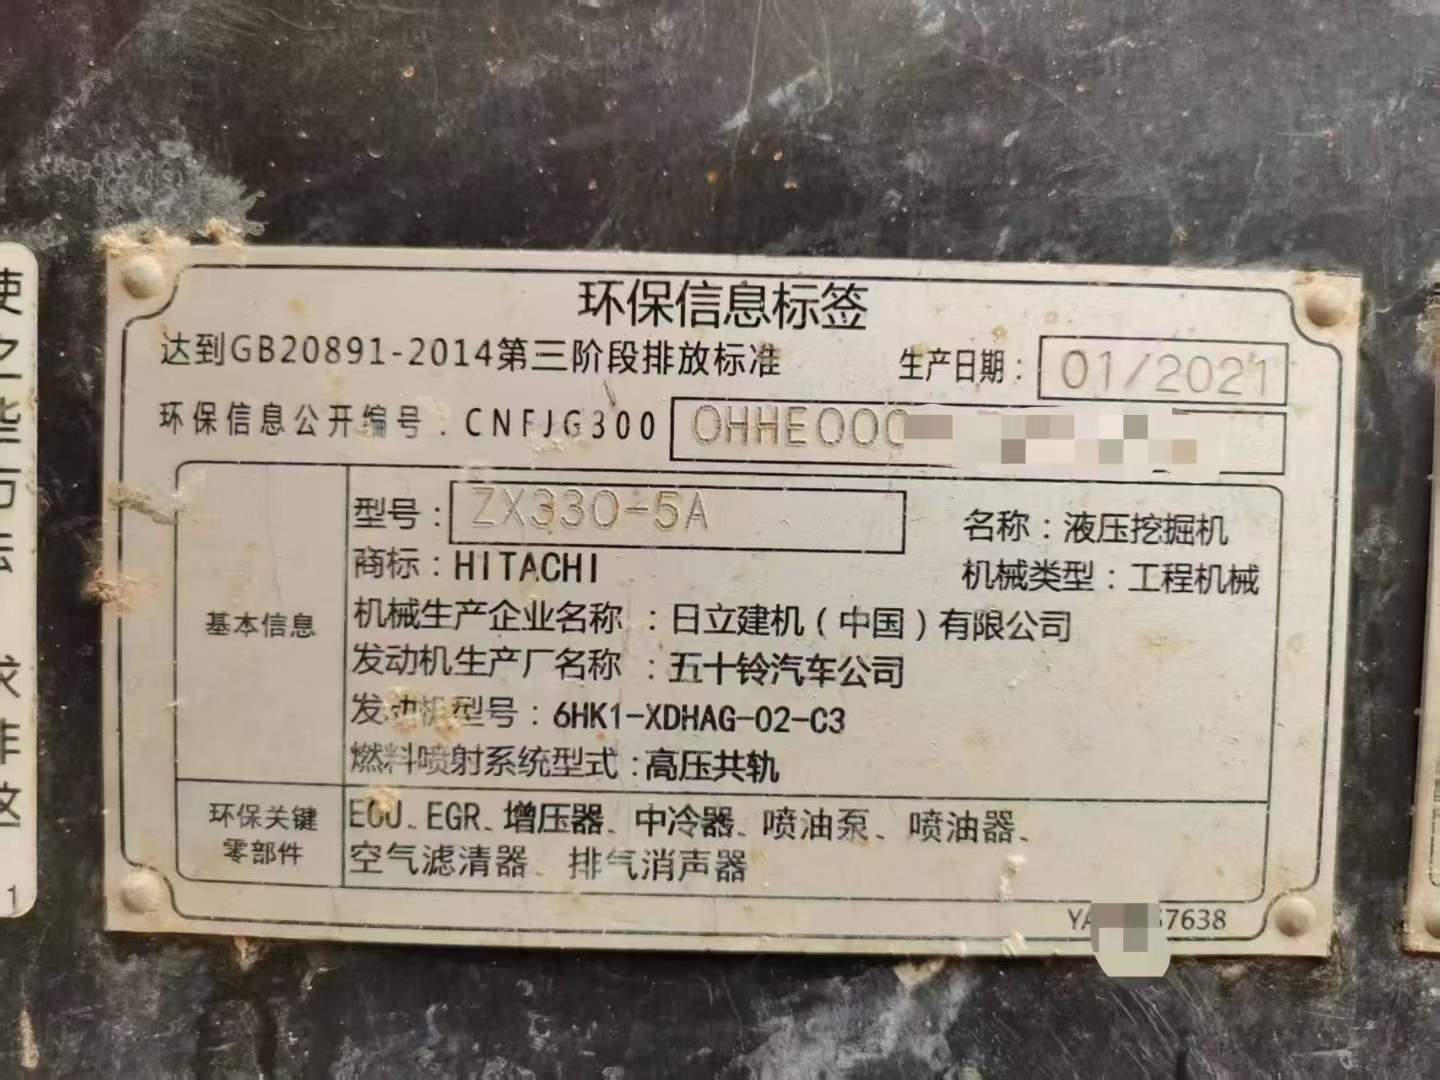 环保信息标签
达到GB20891-2014第三阶段排放标准 生产日期：01/2021
环保信息公开编号：CNFJG300 OHHE000
基本信息
型号：ZX330-5A
名称：液压挖掘机
商标：HITACHI
机械类型：工程机械
机械生产企业名称：日立建机（中国）有限公司
发动机生产厂名称：五十铃汽车公司
发动机型号：6HK1-XDHAG-02-C3
燃料喷射系统型式：高压共轨
环保关键
零部件
ECU、EGR、增压器、中冷器、喷油泵、喷油器、
空气滤清器、排气消声器
YA 57638
1